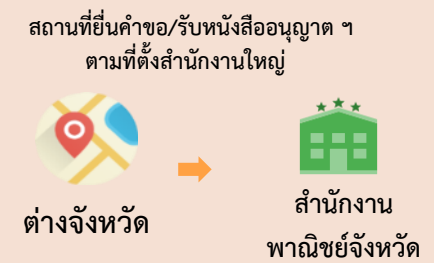 สถานที่ยื่นคำขอ/รับหนังสืออนุญาต ฯ
ตามที่ตั้งสำนักงานใหญ่
ต่างจังหวัด
สำนักงาน
พาณิชย์จังหวัด